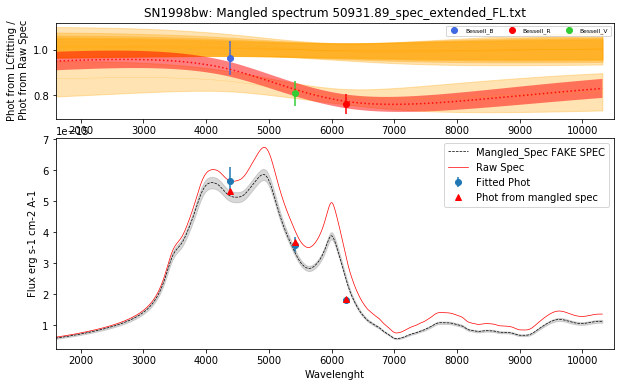 SN1998bw: Mangled spectrum 50931.89_spec_extended_FL.txt
Phot from LCfitting /
Phot from Raw Spec
1.0
0.8
Bessell_B
Bessell_R
Bessell_V
2000 3000 4000 5000 6000 7000 8000 9000 10000
Flux erg s-1 cm-2 A-1
7
6
5
4
3
2
1
Mangled_Spec FAKE SPEC
Raw Spec
Fitted Phot
Phot from mangled spec
2000 3000 4000 5000 6000 7000 8000 9000 10000
Wavelenght